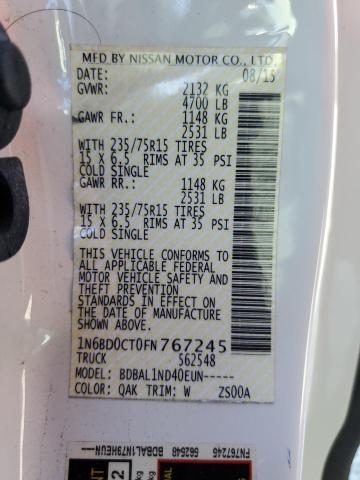 MFD BY NISSAN MOTOR CO., LTD.
DATE: 08/15
GVWR: 2132 KG
4700 LB
GAWR FR.: 1148 KG
2531 LB
WITH 235/75R15 TIRES
15 X 6.5 RIMS AT 35 PSI
COLD SINGLE
GAWR RR.: 1148 KG
2531 LB
WITH 235/75R15 TIRES
15 X 6.5 RIMS AT 35 PSI
COLD SINGLE
THIS VEHICLE CONFORMS TO
ALL APPLICABLE FEDERAL
MOTOR VEHICLE SAFETY AND
THEFT PREVENTION
STANDARDS IN EFFECT ON
THE DATE OF MANUFACTURE
SHOWN ABOVE.
1N6BD0CT0FN767245
TRUCK 562548
MODEL: BDBAL1ND40EUN-----
COLOR: QAK TRIM: W ZS00A
FN767245 562548 BDBAL1N79HEUN